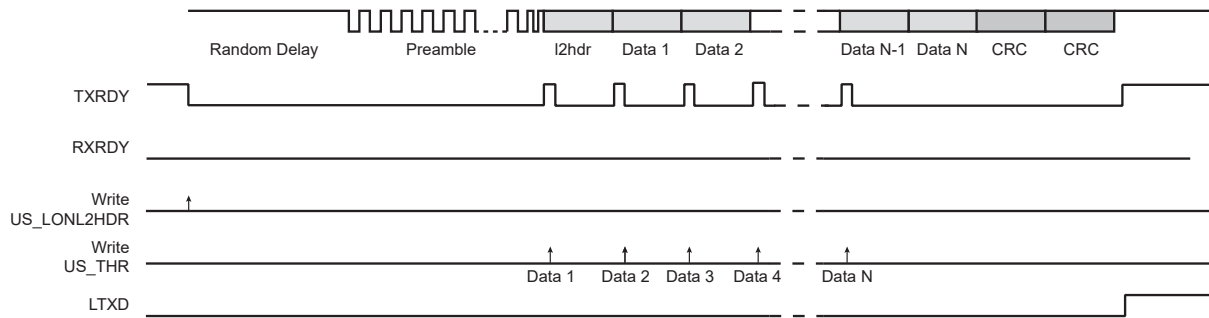 Random Delay Preamble l2hdr Data 1 Data 2 Data N-1 Data N CRC CRC
TXRDY
RXRDY
Write
US_LONL2HDR
Write
US_THR
Data 1 Data 2 Data 3 Data 4 Data N
LTXD